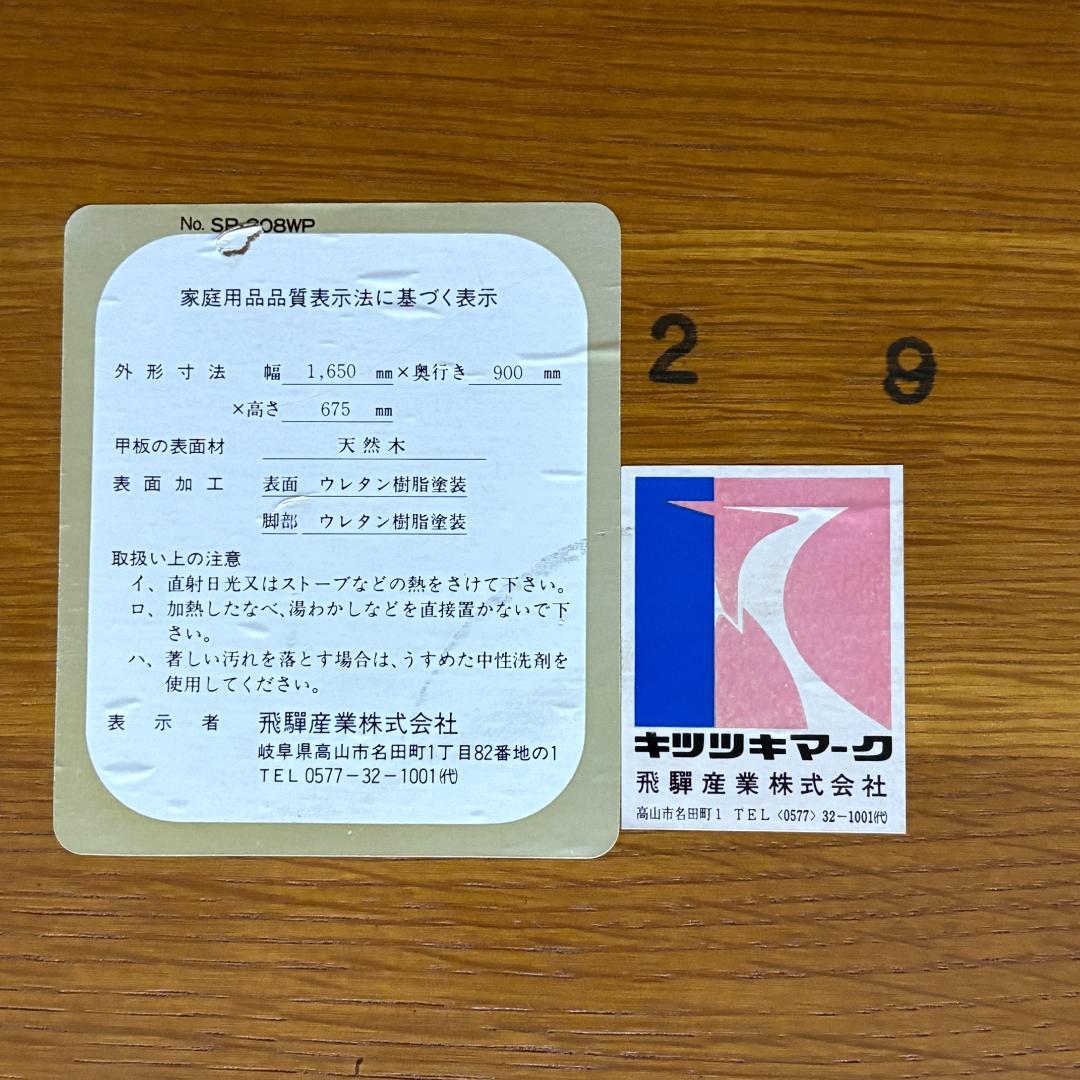 No. SP-208WP
家庭用品品質表示法に基づく表示
外形寸法 幅 1,650 mm×奥行き 900 mm
×高さ 675 mm
甲板の表面材 天然木
表面加工 表面 ウレタン樹脂塗装
脚部 ウレタン樹脂塗装
取扱い上の注意
イ、直射日光又はストーブなどの熱をさけて下さい。
ロ、加熱したなべ、湯わかしなどを直接置かないで下
さい。
ハ、著しい汚れを落とす場合は、うすめた中性洗剤を
使用してください。
表示者 飛驒産業株式会社
岐阜県高山市名田町1丁目82番地の1
TEL 0577-32-1001㈹
2 9
キツツキマーク
飛驒産業株式会社
高山市名田町1 TEL〈0577〉32-1001㈹